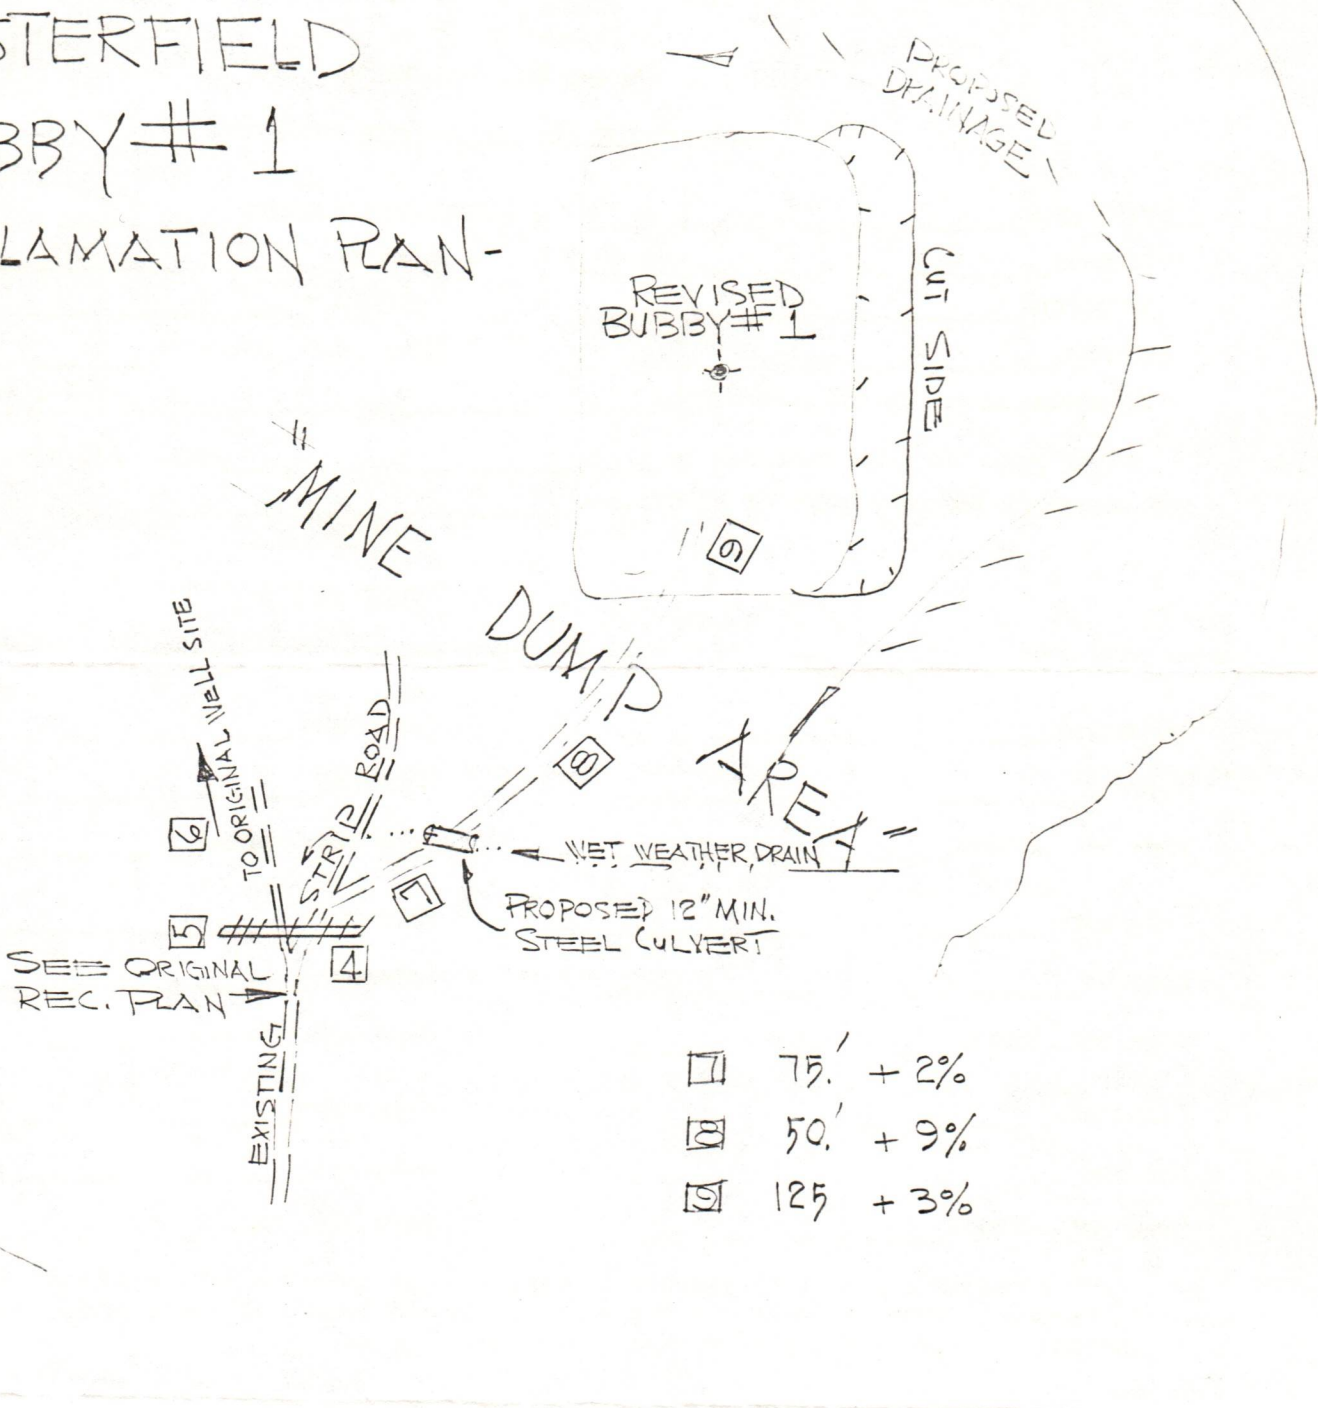 STERFIELD
BBY # 1
LAMATION PLAN-
PROPOSED
DRAINAGE
CUT SIDE
REVISED
BUBBY # 1
"MINE DUMP AREA"
9
TO ORIGINAL WELL SITE
STRIP ROAD
8
6
WET WEATHER DRAIN
7
PROPOSED 12" MIN.
STEEL CULVERT
5
4
SEE ORIGINAL
REC. PLAN
EXISTING
7 75.' + 2%
8 50.' + 9%
9 125 + 3%